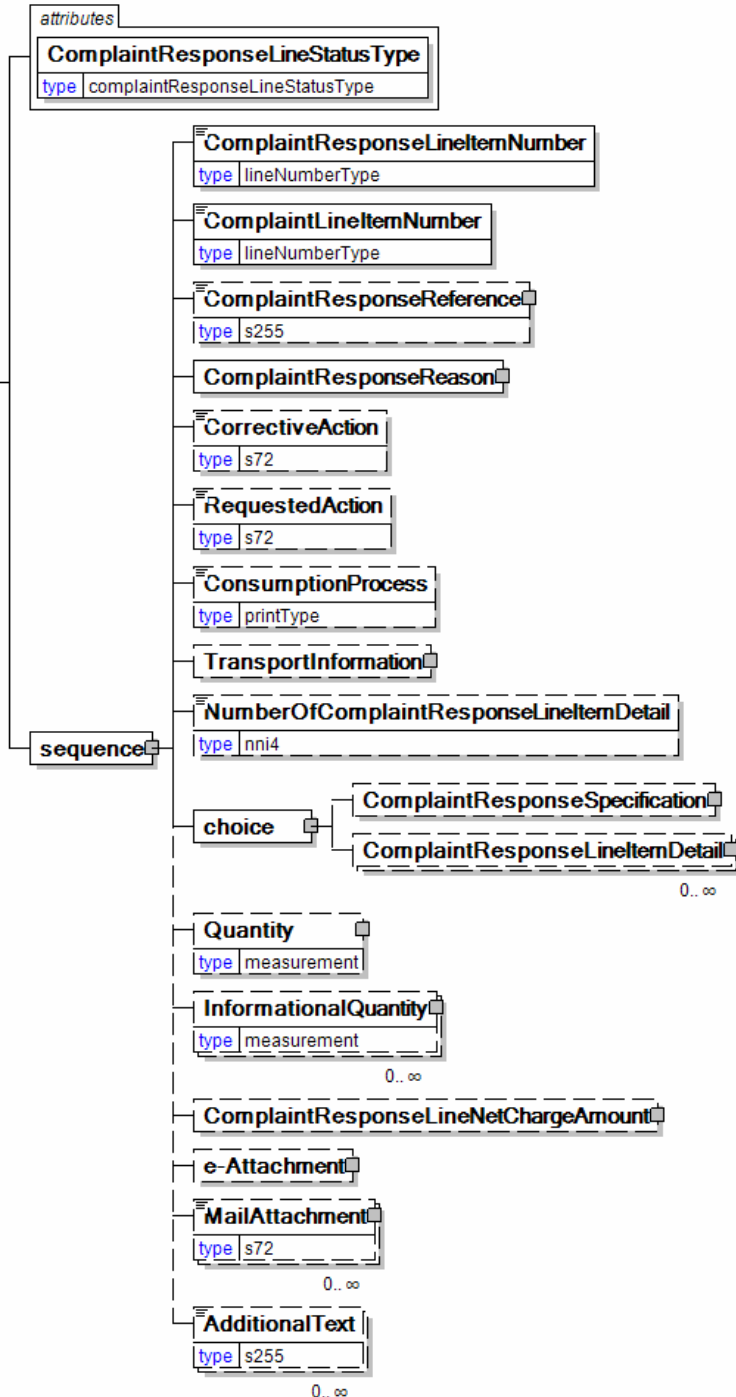 attributes
ComplaintResponseLineStatusType
type complaintResponseLineStatusType
ComplaintResponseLineItemNumber
type lineNumberType
ComplaintLineItemNumber
type lineNumberType
ComplaintResponseReference
type s255
ComplaintResponseReason
CorrectiveAction
type s72
RequestedAction
type s72
ConsumptionProcess
type printType
TransportInformation
NumberOfComplaintResponseLineItemDetail
type nni4
sequence
choice
ComplaintResponseSpecification
ComplaintResponseLineItemDetail
0.. ∞
Quantity
type measurement
InformationalQuantity
type measurement
0.. ∞
ComplaintResponseLineNetChargeAmount
e-Attachment
MailAttachment
type s72
0.. ∞
AdditionalText
type s255
0.. ∞